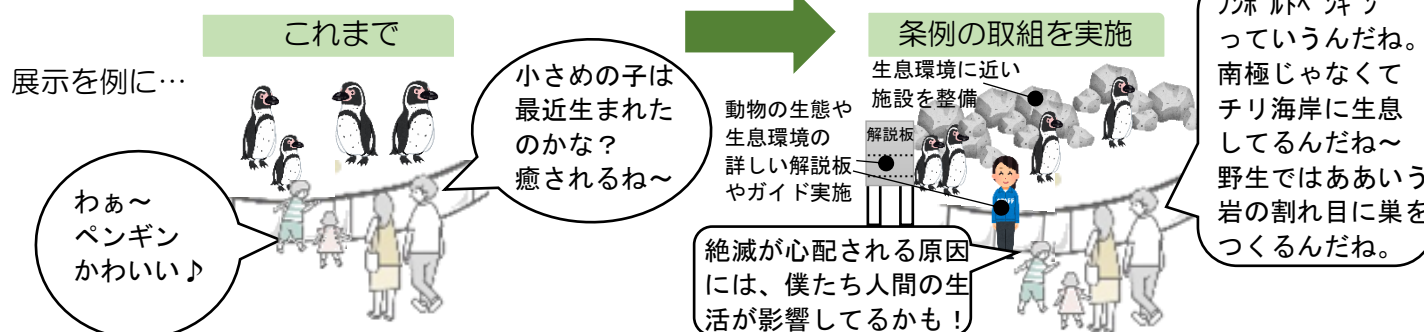 これまで
展示を例に…
わぁ~
ペンギン
かわいい♪
小さめの子は
最近生まれた
のかな?
癒されるね~
条例の取組を実施
生息環境に近い
施設を整備
動物の生態や
生息環境の
詳しい解説板
やガイド実施
解説板
絶滅が心配される原因
には、僕たち人間の生
活が影響してるかも!
っていうんだね。
南極じゃなくて
チリ海岸に生息
してるんだね~
野生ではああいう
岩の割れ目に巣を
つくるんだね。